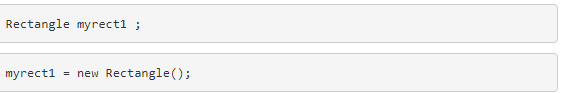 Rectangle myrect1 ;
myrect1 = new Rectangle();